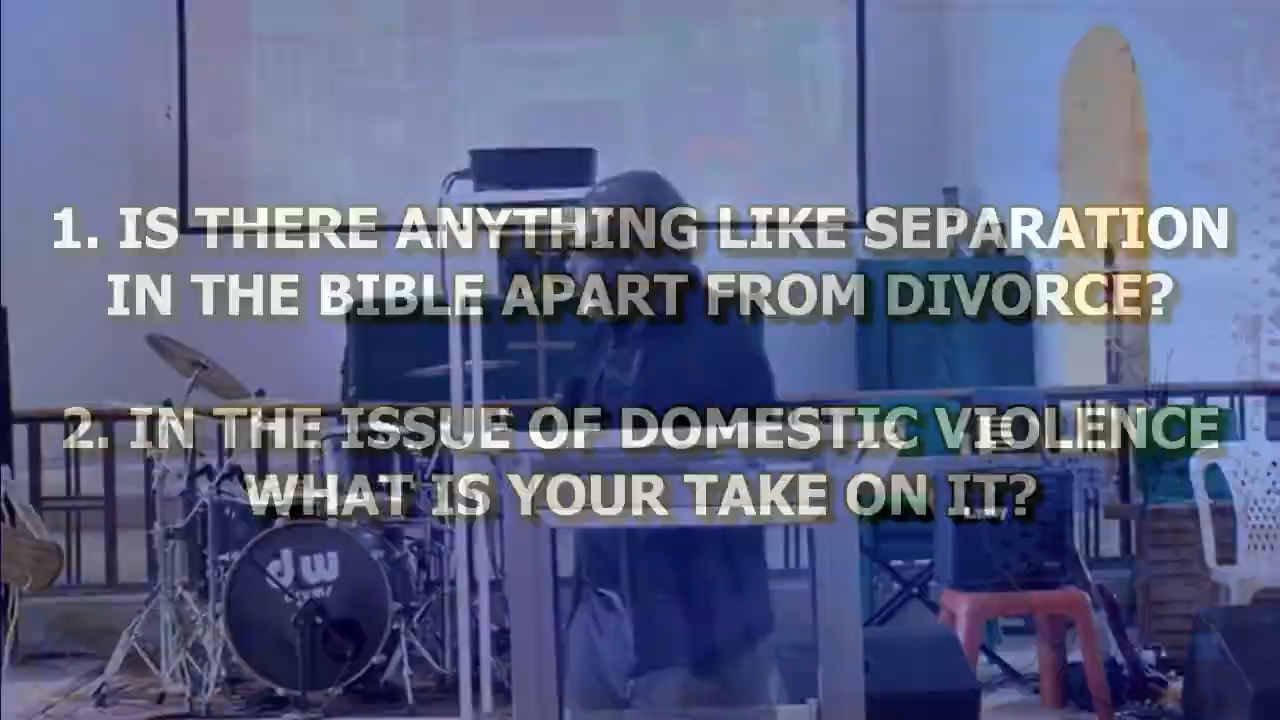 1. IS THERE ANYTHING LIKE SEPARATION
IN THE BIBLE APART FROM DIVORCE?
2. IN THE ISSUE OF DOMESTIC VIOLENCE
WHAT IS YOUR TAKE ON IT?
dw